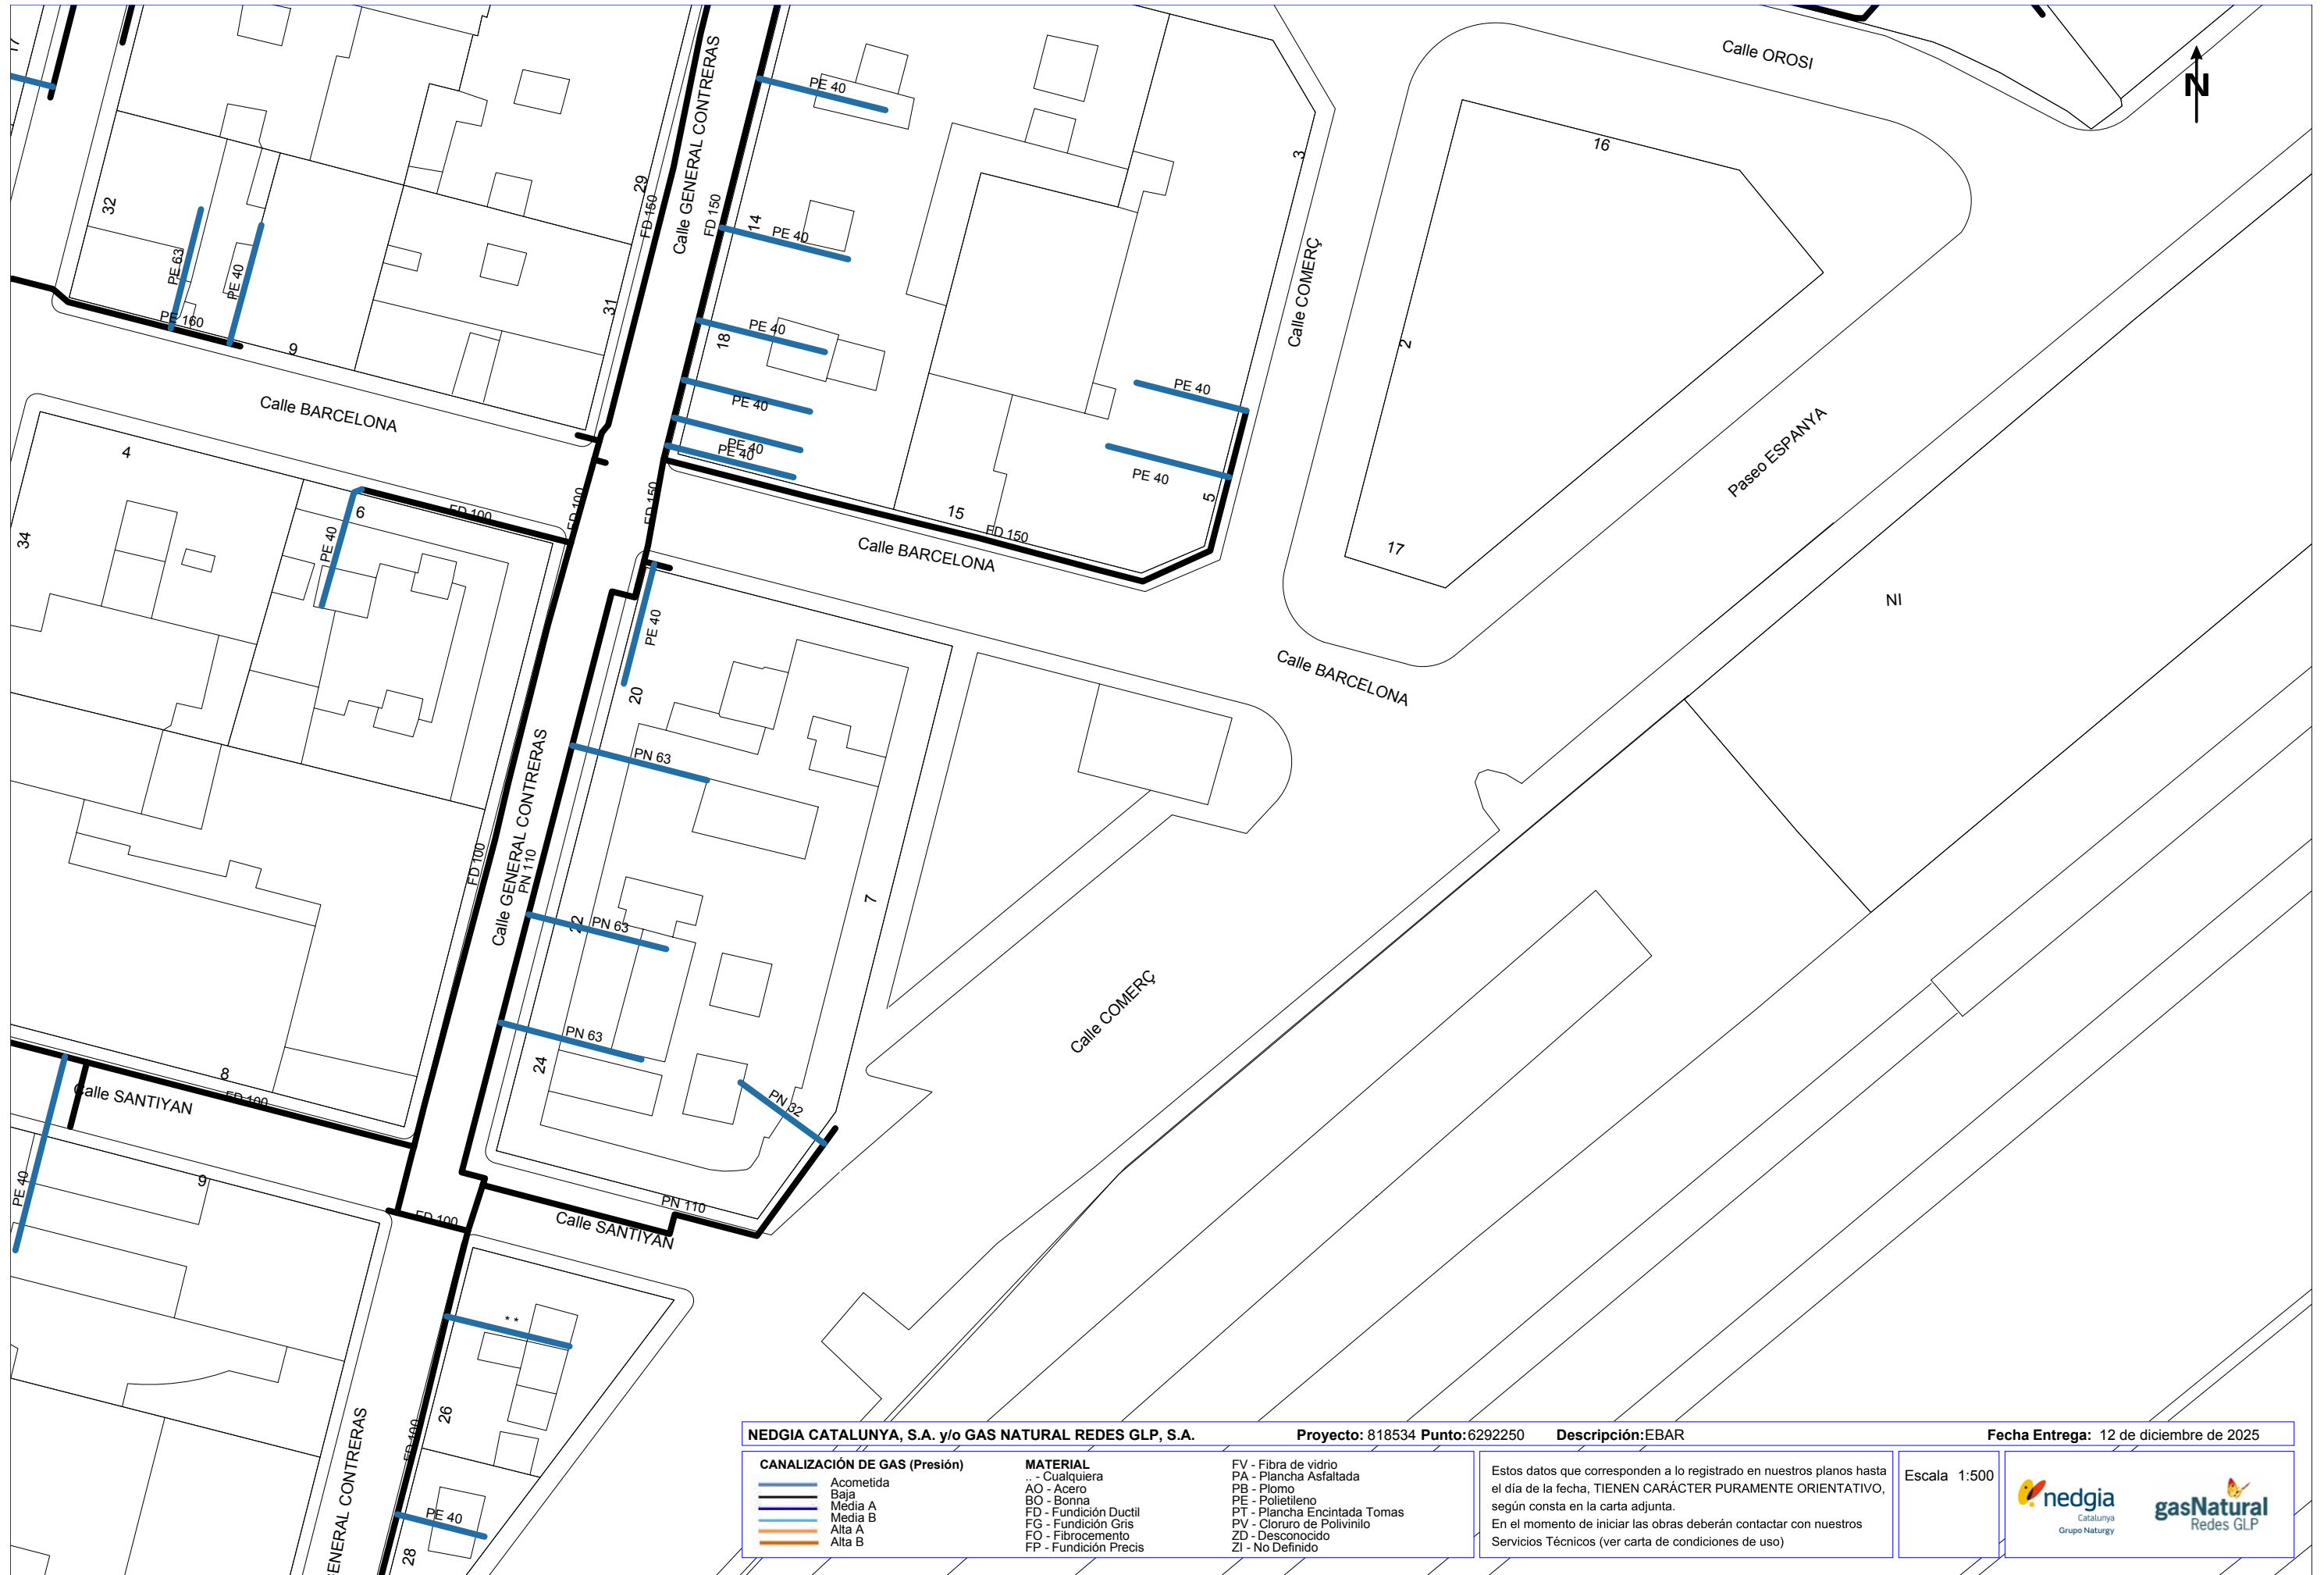 Calle OROSI
N
17
PE 40
Calle GENERAL CONTRERAS
16
3
29
32
FD 150
FD 150
14
PE 40
PE 63
PE 40
Calle COMERÇ
31
PE 160
PE 40
18
2
9
PE 40
PE 40
Calle BARCELONA
PE 40
PE 40
Paseo ESPANYA
4
PE 40
5
6
FD 100
FD 100
FD 150
15
FD 150
34
PE 40
Calle BARCELONA
17
NI
PE 40
Calle BARCELONA
20
PN 63
Calle GENERAL CONTRERAS
FD 100
PN 110
7
22
PN 63
Calle COMERÇ
PN 63
24
8
Calle SANTIYAN
FD 100
PN 32
PE 40
9
PN 110
FD 100
Calle SANTIYAN
* *
26
FD 100
GENERAL CONTRERAS
PE 40
28
NEDGIA CATALUNYA, S.A. y/o GAS NATURAL REDES GLP, S.A. Proyecto: 818534 Punto:6292250 Descripción:EBAR Fecha Entrega: 12 de diciembre de 2025
CANALIZACIÓN DE GAS (Presión)
Acometida
Baja
Media A
Media B
Alta A
Alta B
MATERIAL
.. - Cualquiera
AO - Acero
BO - Bonna
FD - Fundición Ductil
FG - Fundición Gris
FO - Fibrocemento
FP - Fundición Precis
FV - Fibra de vidrio
PA - Plancha Asfaltada
PB - Plomo
PE - Polietileno
PT - Plancha Encintada Tomas
PV - Cloruro de Polivinilo
ZD - Desconocido
ZI - No Definido
Estos datos que corresponden a lo registrado en nuestros planos hasta
el día de la fecha, TIENEN CARÁCTER PURAMENTE ORIENTATIVO,
según consta en la carta adjunta.
En el momento de iniciar las obras deberán contactar con nuestros
Servicios Técnicos (ver carta de condiciones de uso)
Escala 1:500
nedgia
Catalunya
Grupo Naturgy
gasNatural
Redes GLP